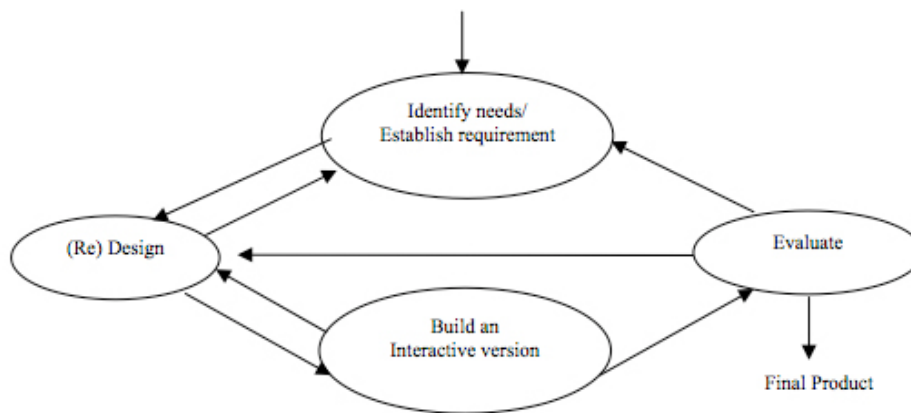 Identify needs/
Establish requirement
(Re) Design
Evaluate
Build an
Interactive version
Final Product